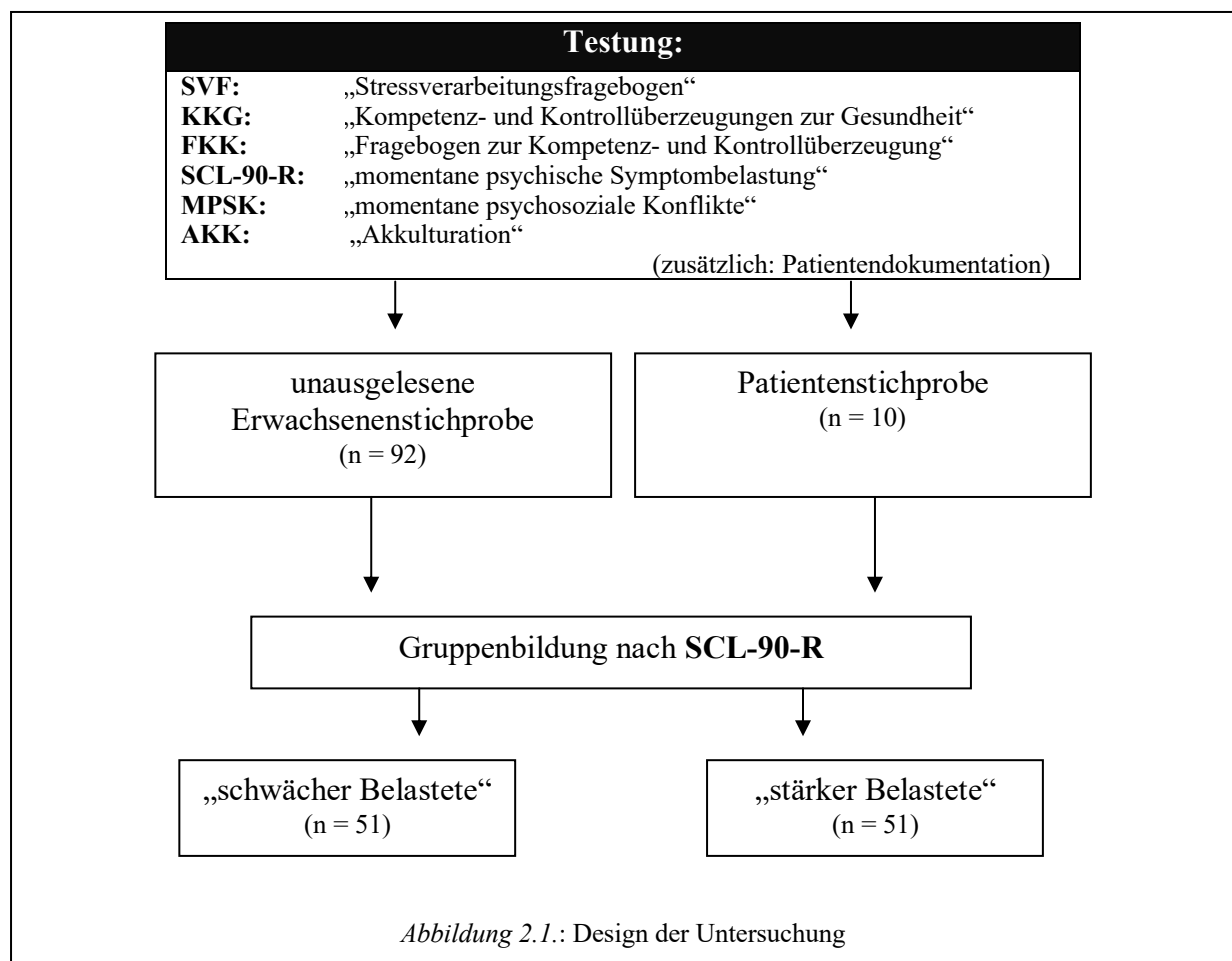 Testung:
SVF: „Stressverarbeitungsfragebogen“
KKG: „Kompetenz- und Kontrollüberzeugungen zur Gesundheit“
FKK: „Fragebogen zur Kompetenz- und Kontrollüberzeugung“
SCL-90-R: „momentane psychische Symptombelastung“
MPSK: „momentane psychosoziale Konflikte“
AKK: „Akkulturation“
(zusätzlich: Patientendokumentation)
unausgelesene
Erwachsenenstichprobe
(n = 92)
Patientenstichprobe
(n = 10)
Gruppenbildung nach SCL-90-R
„schwächer Belastete“
(n = 51)
„stärker Belastete“
(n = 51)
Abbildung 2.1.: Design der Untersuchung